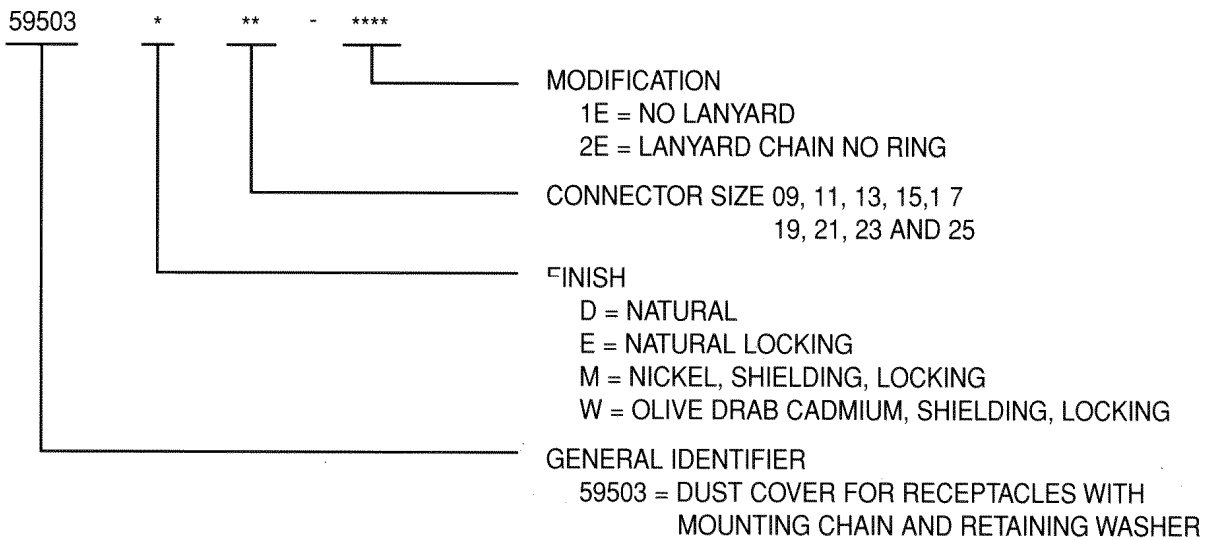 59503 * ** - ****
MODIFICATION
1E = NO LANYARD
2E = LANYARD CHAIN NO RING
CONNECTOR SIZE 09, 11, 13, 15,1 7
19, 21, 23 AND 25
FINISH
D = NATURAL
E = NATURAL LOCKING
M = NICKEL, SHIELDING, LOCKING
W = OLIVE DRAB CADMIUM, SHIELDING, LOCKING
GENERAL IDENTIFIER
59503 = DUST COVER FOR RECEPTACLES WITH
MOUNTING CHAIN AND RETAINING WASHER